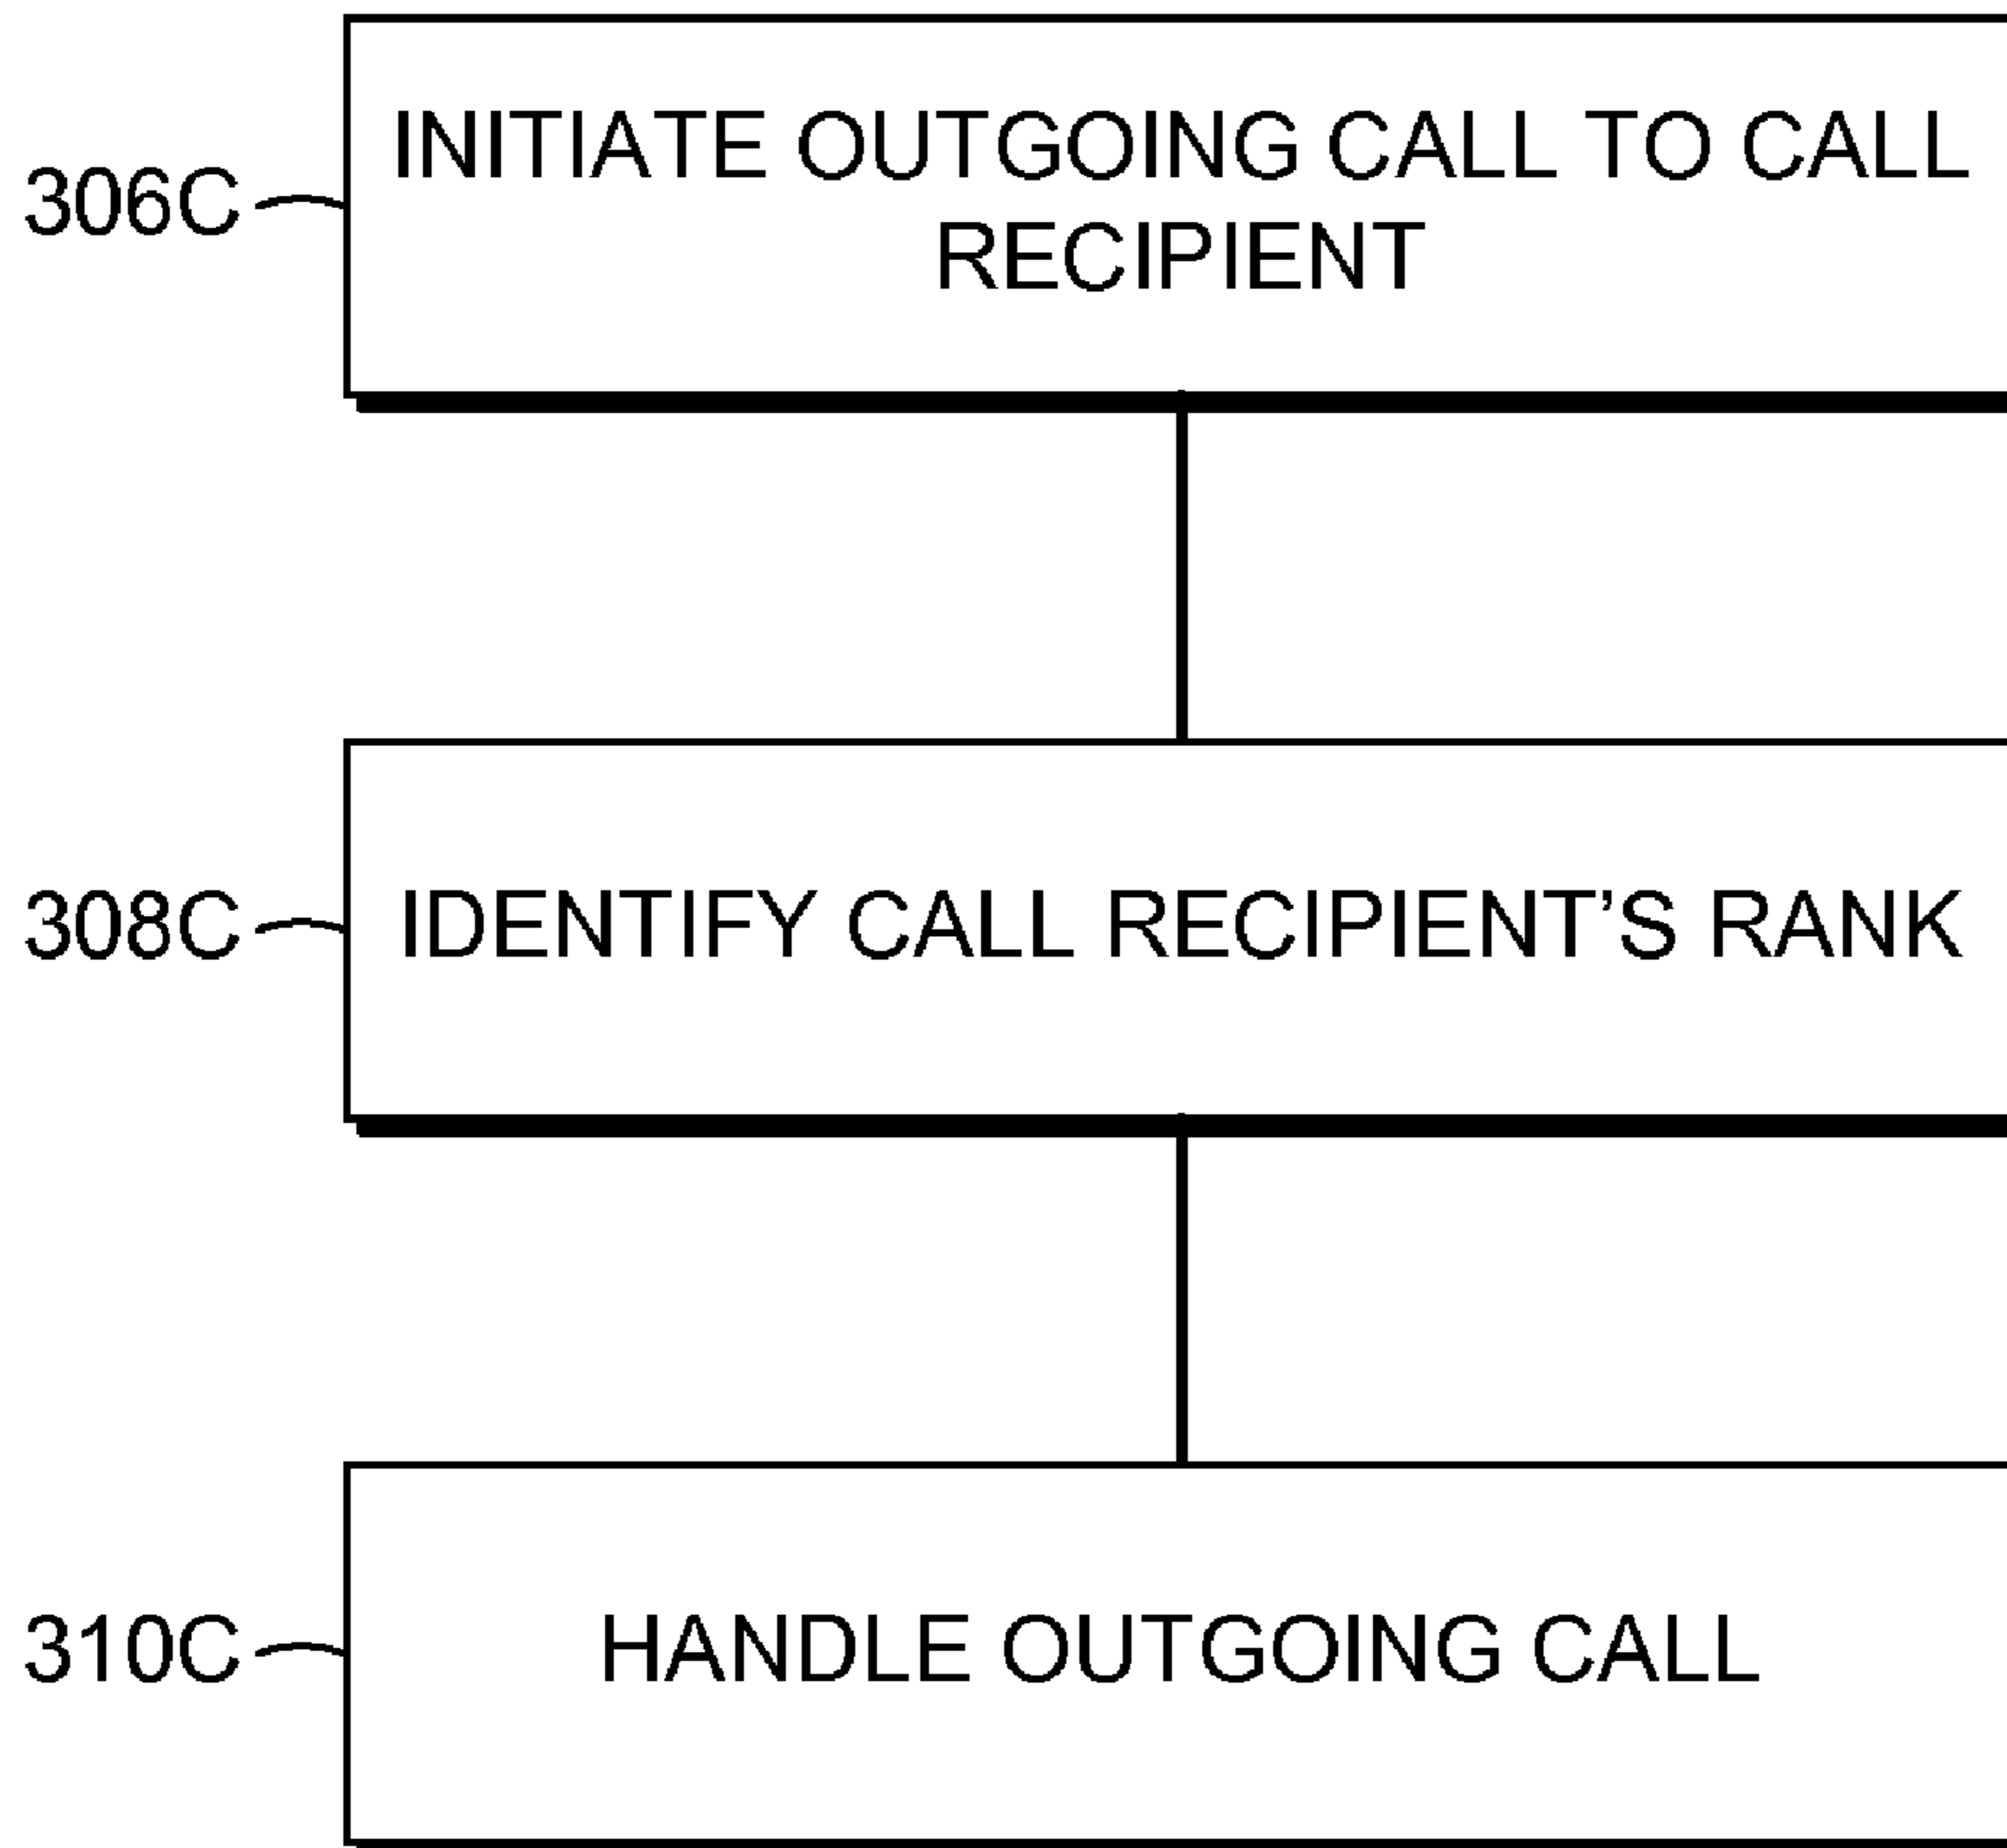 306C
INITIATE OUTGOING CALL TO CALL
RECIPIENT
308C
IDENTIFY CALL RECIPIENT'S RANK
310C
HANDLE OUTGOING CALL